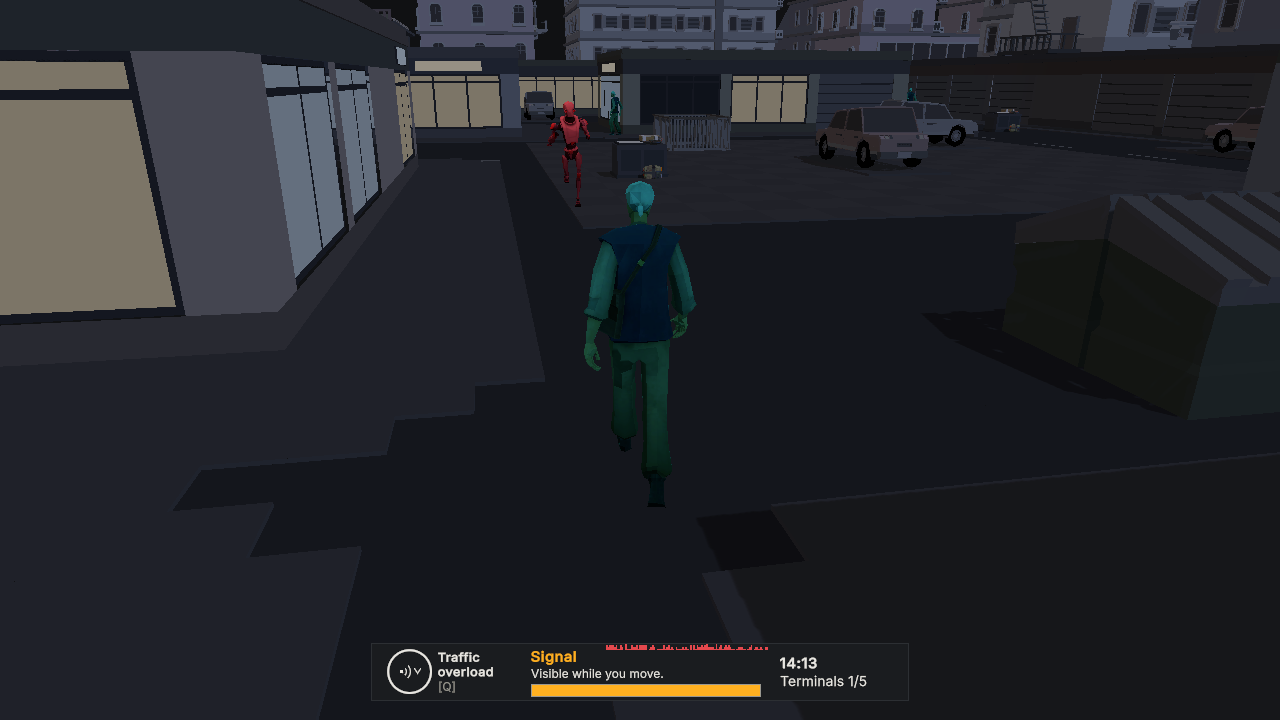 Traffic
overload
[Q]
Signal
Visible while you move.
14:13
Terminals 1/5